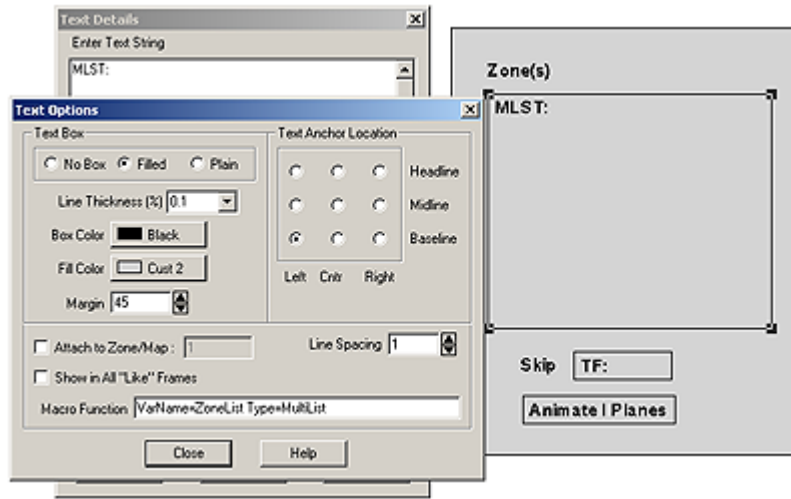 Text Details
Enter Text String
MLST:
Text Options
Text Box
No Box Filled Plain
Line Thickness (%) 0.1
Box Color Black
Fill Color Cust 2
Margin 45
Text Anchor Location
Headline
Midline
Baseline
Left Cntr Right
Attach to Zone/Map: 1
Line Spacing 1
Show in All "Like" Frames
Macro Function VarName=ZoneList Type=MultiList
Close Help
Zone(s)
MLST:
Skip TF:
Animate I Planes